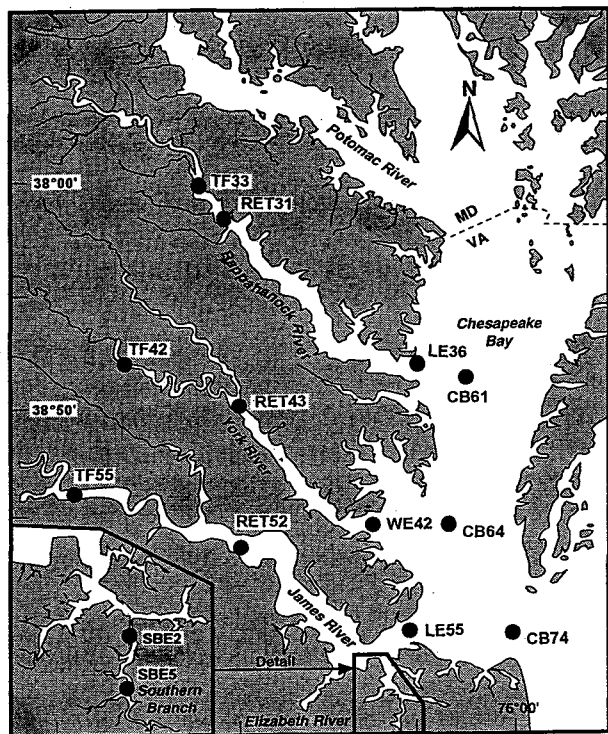 N
Potomac River
38°00'
TF33
RET31
MD
VA
Rappahannock River
Chesapeake
Bay
TF42
LE36
CB61
RET43
38°50'
York River
TF55
RET52
WE42
CB64
James River
LE55
CB74
SBE2
Detail
SBE5
Southern
Branch
Elizabeth River
76°00'